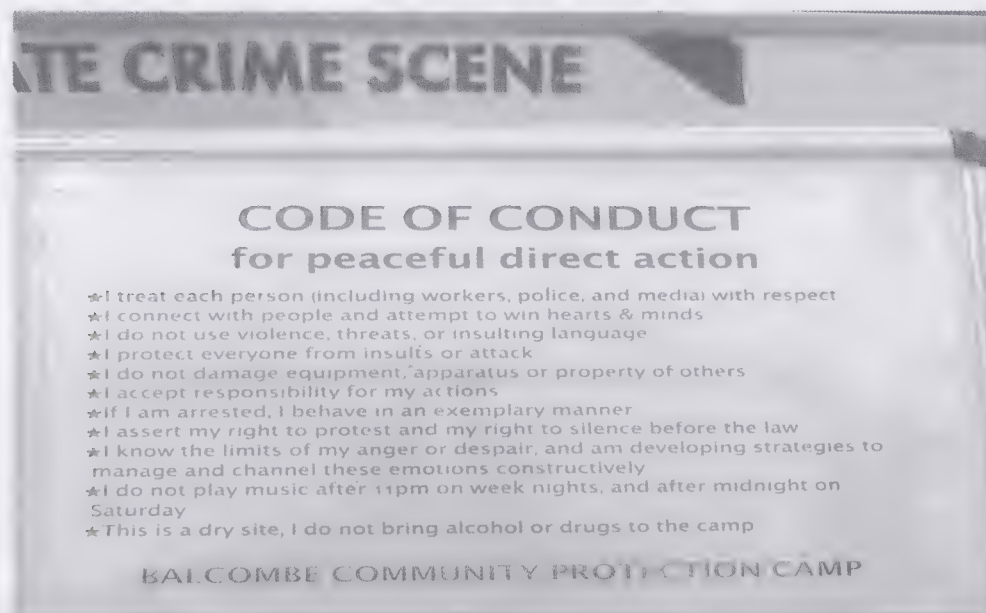 ATE CRIME SCENE
CODE OF CONDUCT
for peaceful direct action
★I treat each person (including workers, police, and media) with respect
★I connect with people and attempt to win hearts & minds
★I do not use violence, threats, or insulting language
★I protect everyone from insults or attack
★I do not damage equipment, apparatus or property of others
★I accept responsibility for my actions
★If I am arrested, I behave in an exemplary manner
★I assert my right to protest and my right to silence before the law
★I know the limits of my anger or despair, and am developing strategies to
manage and channel these emotions constructively
★I do not play music after 11pm on week nights, and after midnight on
Saturday
★This is a dry site, I do not bring alcohol or drugs to the camp
BALCOMBE COMMUNITY PROTECTION CAMP